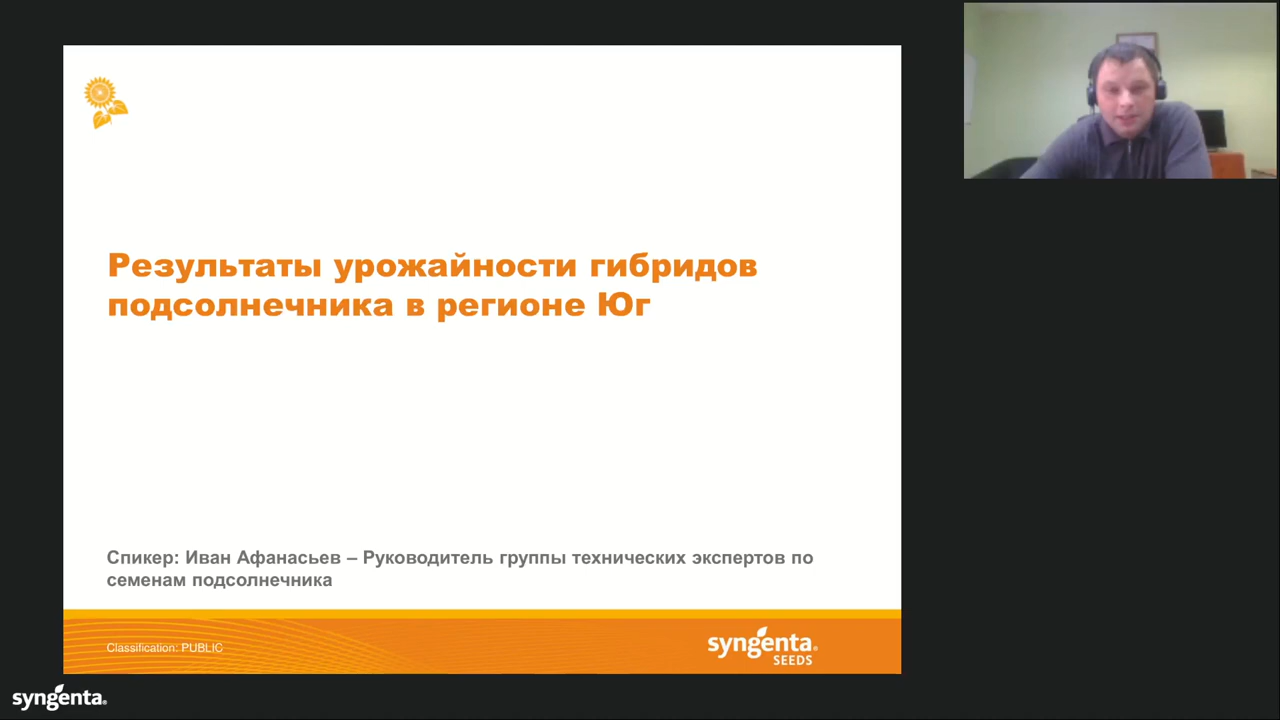 Результаты урожайности гибридов
подсолнечника в регионе Юг
Спикер: Иван Афанасьев – Руководитель группы технических экспертов по
семенам подсолнечника
Classification: PUBLIC
syngenta®
SEEDS
syngenta®